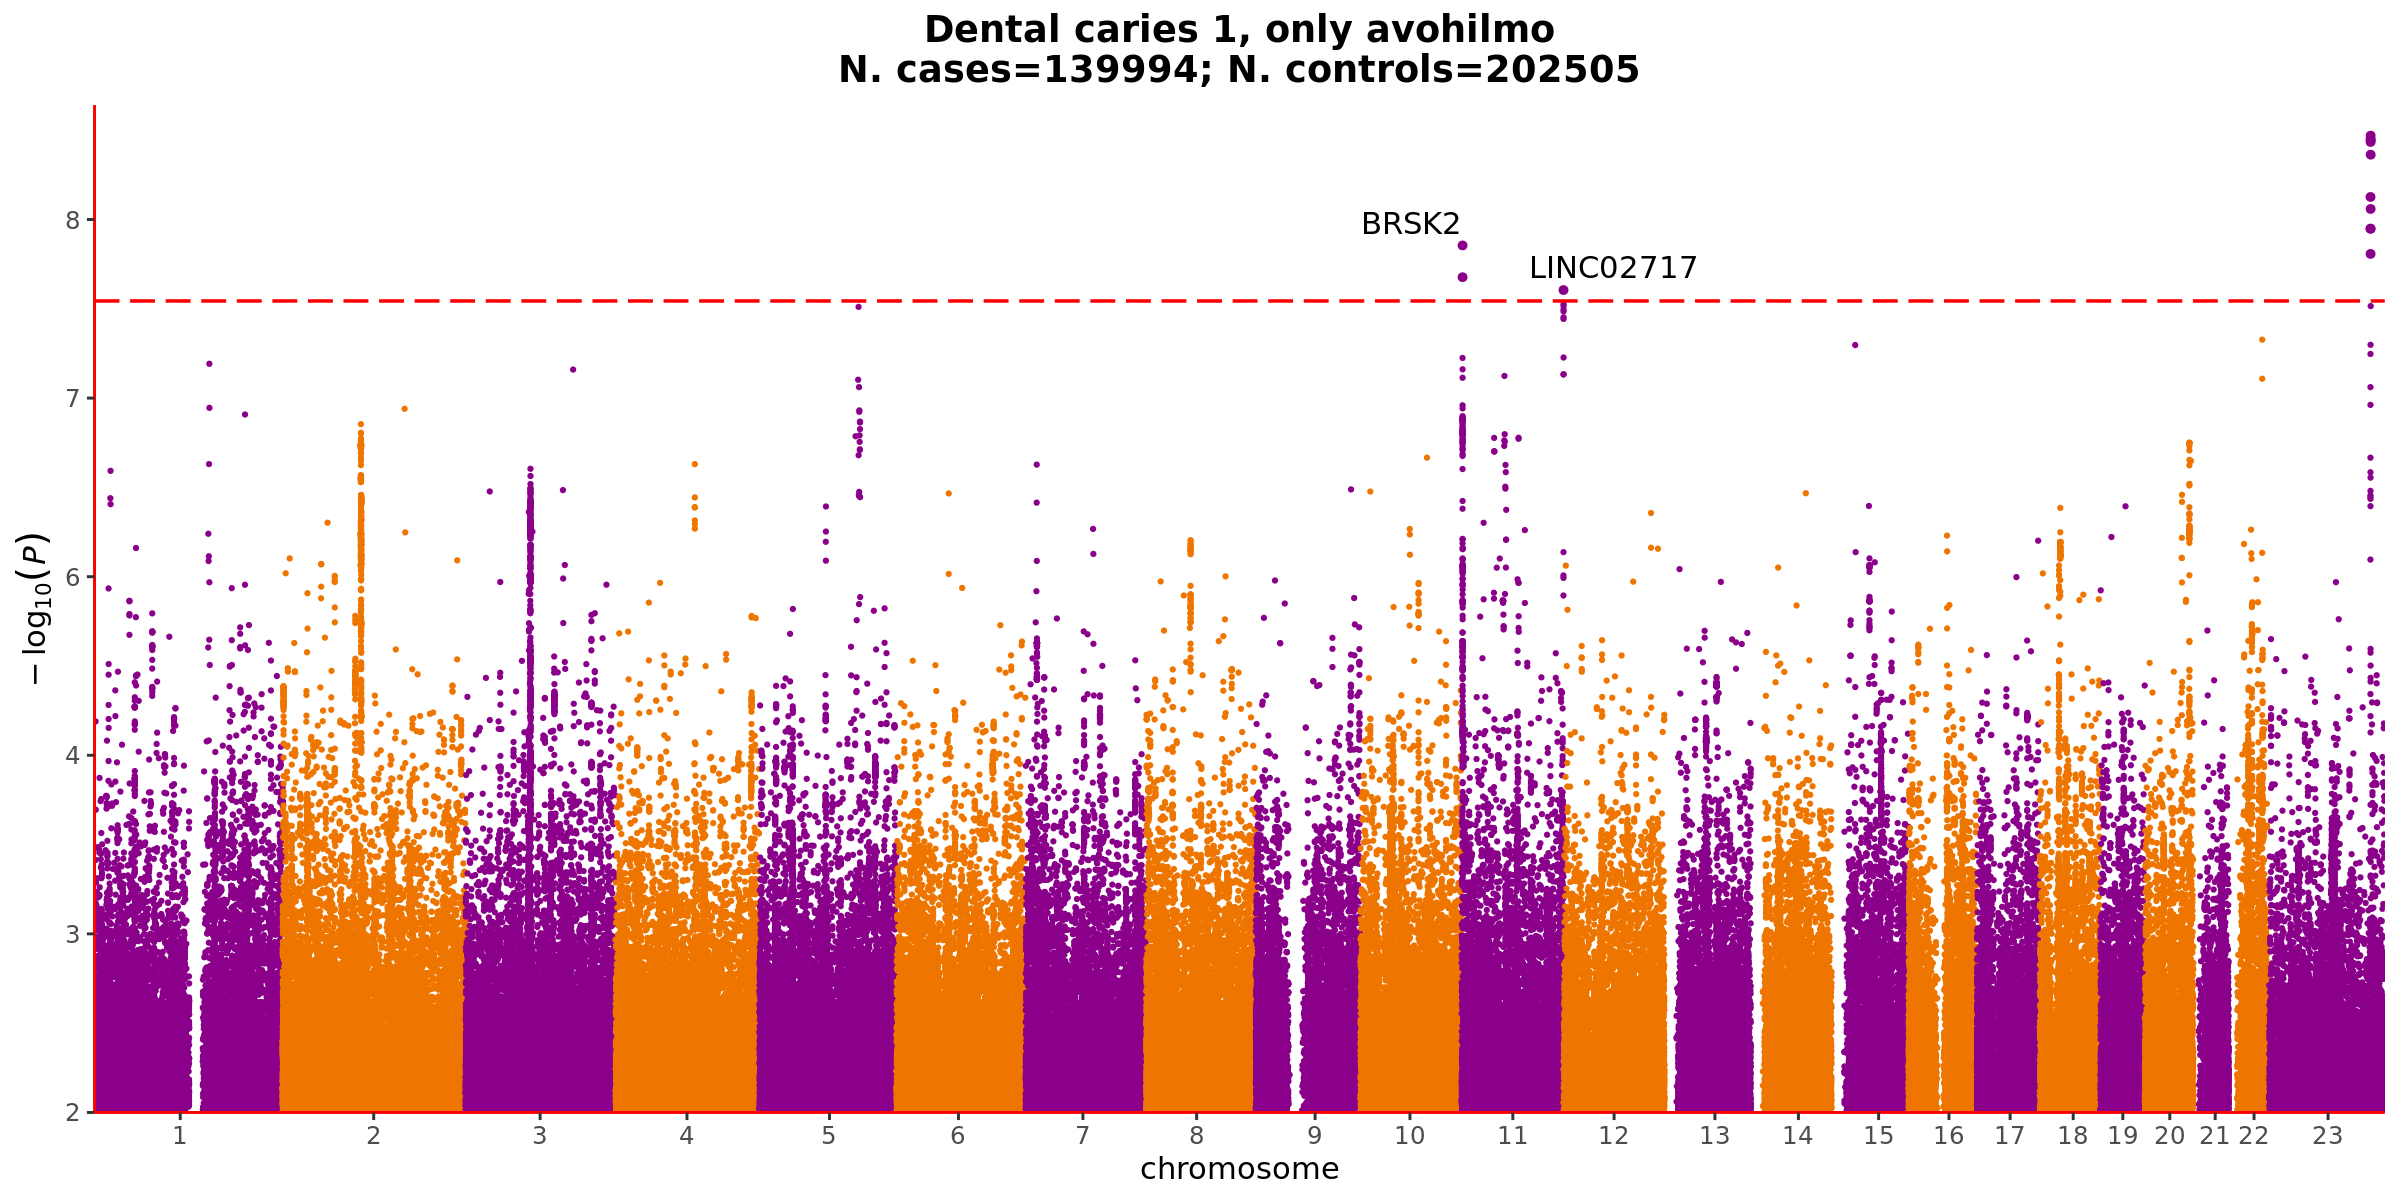 Dental caries 1, only avohilmo
N. cases=139994; N. controls=202505
8
BRSK2
LINC02717
7
6
− log10(P)
4
3
2
1 2 3 4 5 6 7 8 9 10 11 12 13 14 15 16 17 18 19 20 21 22 23
chromosome